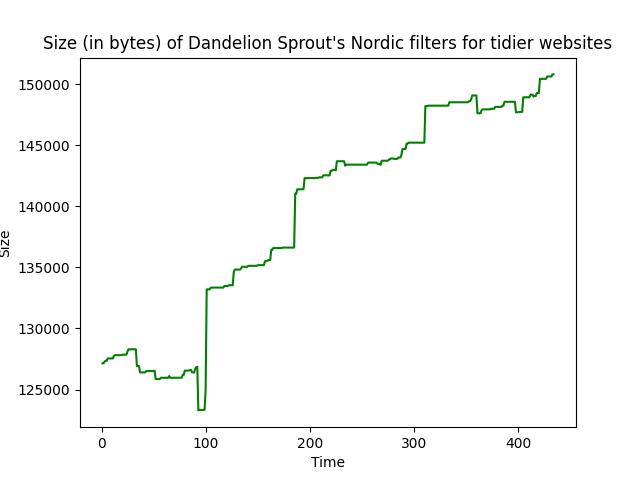 Size (in bytes) of Dandelion Sprout's Nordic filters for tidier websites
150000
145000
140000
135000
130000
125000
Size
0 100 200 300 400
Time